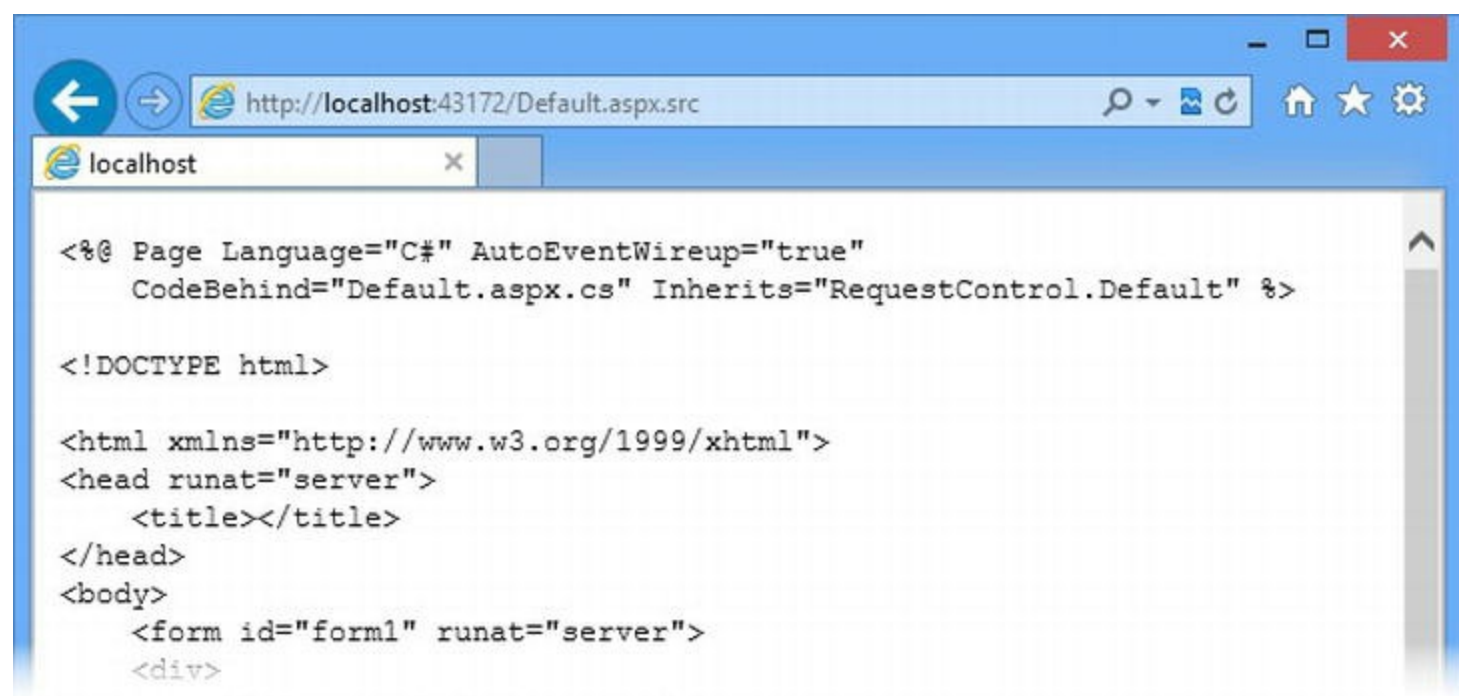 http://localhost:43172/Default.aspx.src
localhost
<%@ Page Language="C#" AutoEventWireup="true"
    CodeBehind="Default.aspx.cs" Inherits="RequestControl.Default" %>
<!DOCTYPE html>
<html xmlns="http://www.w3.org/1999/xhtml">
<head runat="server">
    <title></title>
</head>
<body>
    <form id="form1" runat="server">
    <div>